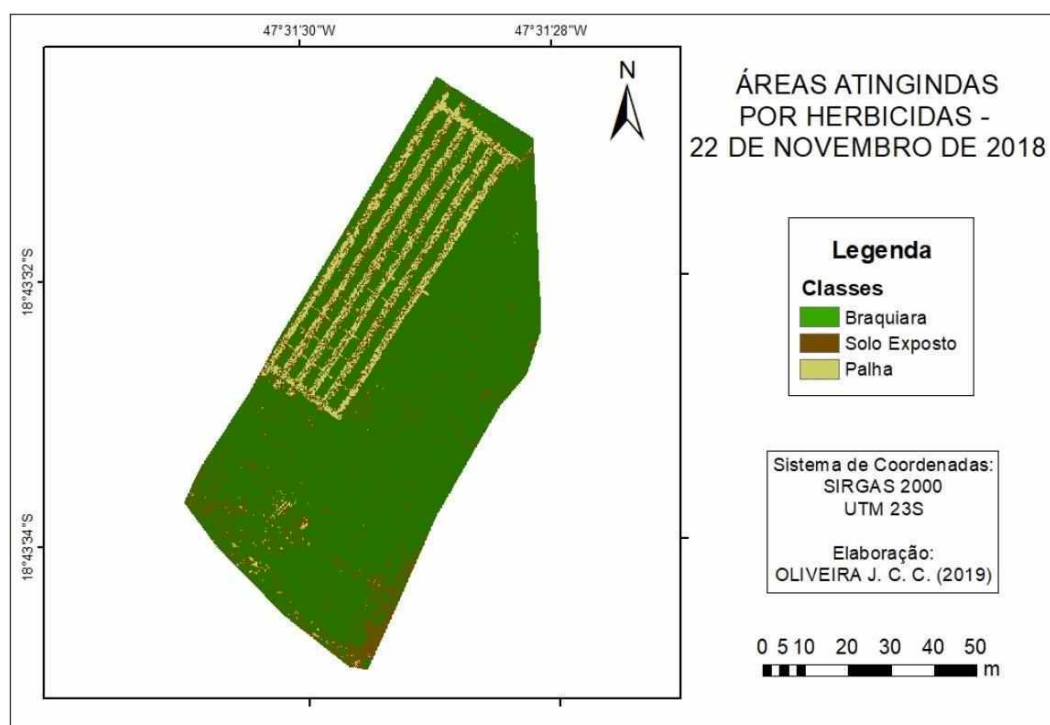 47°31'30"W
47°31'28"W
18°43'32"S
18°43'34"S
N
ÁREAS ATINGINDAS
POR HERBICIDAS -
22 DE NOVEMBRO DE 2018
Legenda
Classes
Braquiara
Solo Exposto
Palha
Sistema de Coordenadas:
SIRGAS 2000
UTM 23S
Elaboração:
OLIVEIRA J. C. C. (2019)
0 5 10 20 30 40 50
m